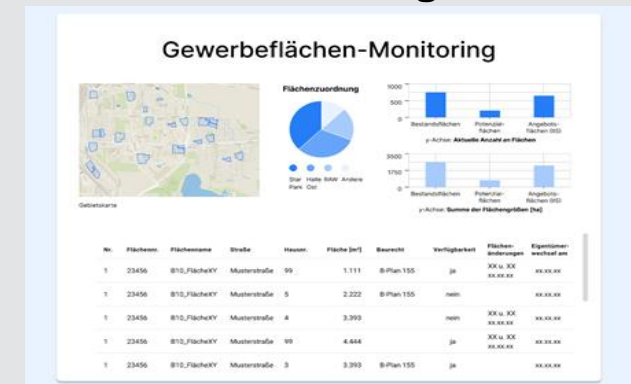 Gewerbeflächen-Monitoring
Gebietskarte
Flächenzuordnung
Star Park
Halle Ost
RAW
Andere
1000
500
0
Bestandsflächen
Potenzial-flächen
Angebots-flächen (tlS)
y-Achse: Aktuelle Anzahl an Flächen
3500
1750
0
Bestandsflächen
Potenzial-flächen
Angebots-flächen (tlS)
y-Achse: Summe der Flächengrößen [ha]
Nr. Flächennr. Flächenname Straße Hausnr. Fläche [m²] Baurecht Verfügbarkeit Flächen-änderungen Eigentümer-wechsel am
1 23456 B10_FlächeXY Musterstraße 99 1.111 B-Plan 155 ja XX u. XX xx.xx.xx xx.xx.xx
1 23456 B10_FlächeXY Musterstraße 5 2.222 B-Plan 155 nein xx.xx.xx
1 23456 B10_FlächeXY Musterstraße 4 3.393 nein XX u. XX xx.xx.xx xx.xx.xx
1 23456 B10_FlächeXY Musterstraße 99 4.444 ja XX u. XX xx.xx.xx xx.xx.xx
1 23456 B10_FlächeXY Musterstraße 3 3.393 B-Plan 155 ja xx.xx.xx